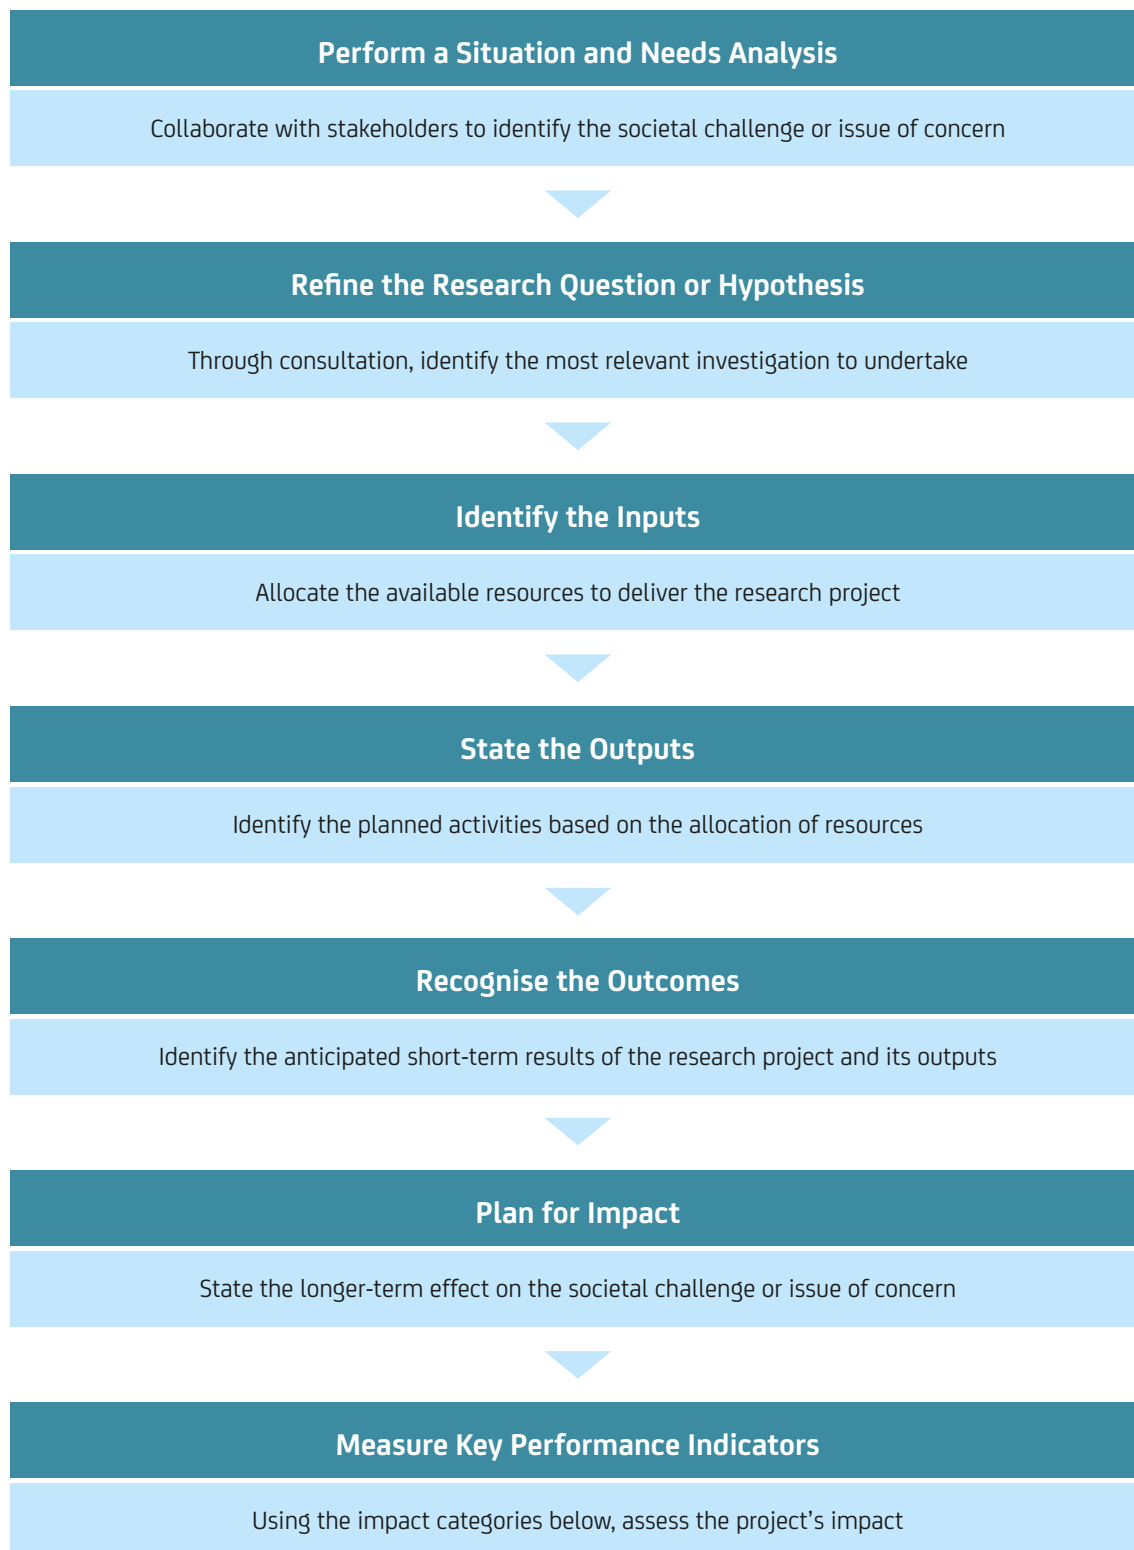 Perform a Situation and Needs Analysis
Collaborate with stakeholders to identify the societal challenge or issue of concern
Refine the Research Question or Hypothesis
Through consultation, identify the most relevant investigation to undertake
Identify the Inputs
Allocate the available resources to deliver the research project
State the Outputs
Identify the planned activities based on the allocation of resources
Recognise the Outcomes
Identify the anticipated short-term results of the research project and its outputs
Plan for Impact
State the longer-term effect on the societal challenge or issue of concern
Measure Key Performance Indicators
Using the impact categories below, assess the project’s impact